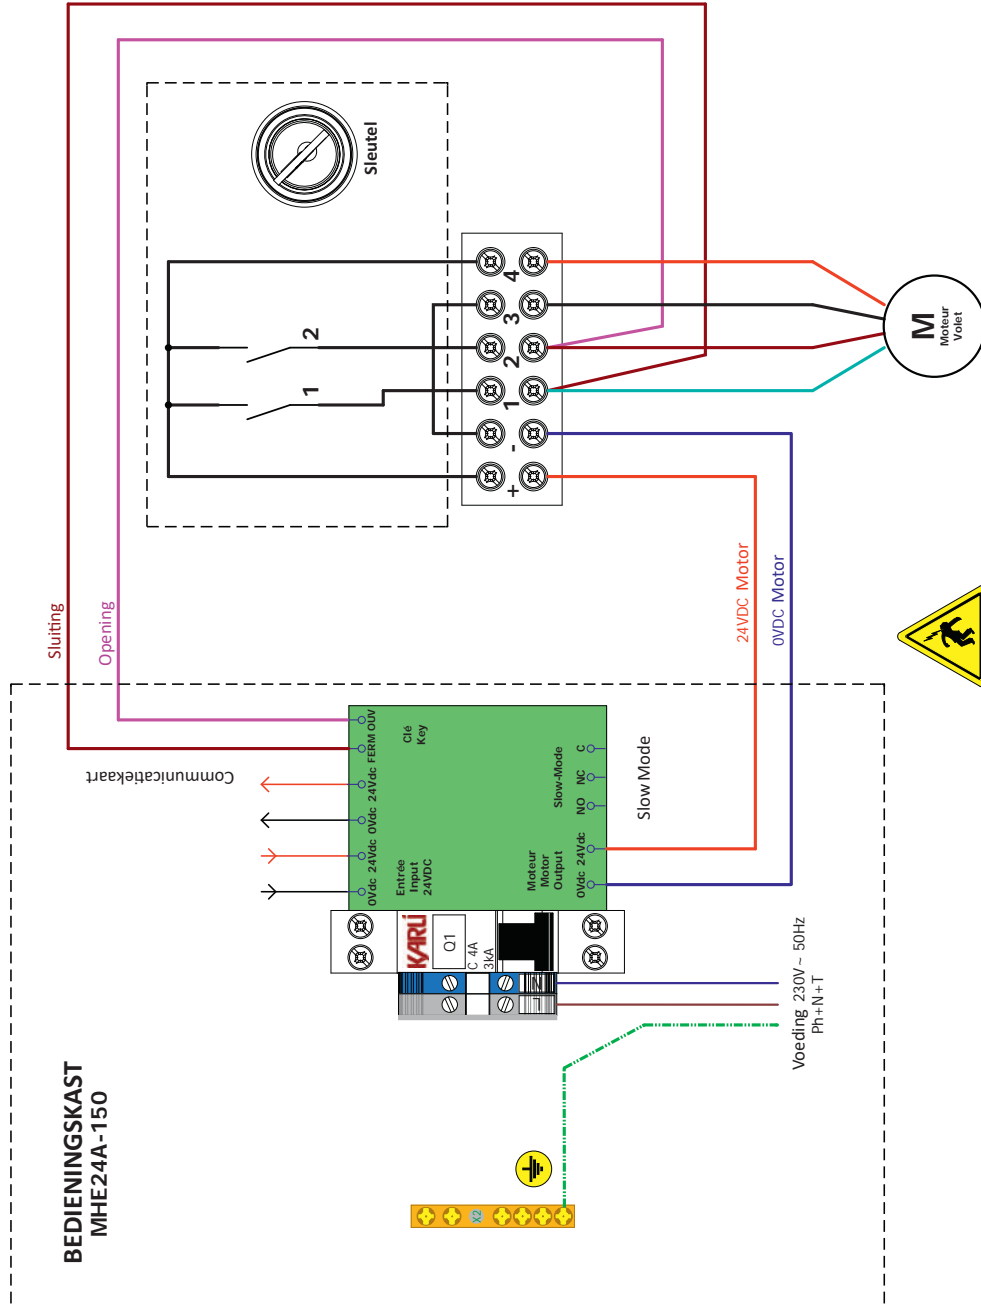 BEDIENINGSKAST
MHE24A-150
Sluiting
Opening
Communicatiekaart
Sleutel
1
2
+
-
1
2
3
4
M
Moteur
Volet
24VDC Motor
0VDC Motor
0Vdc
24Vdc
0Vdc
24Vdc
FERM
OUV
Entrée
Input
24VDC
Clé
Key
Moteur
Motor
Output
Slow-Mode
0Vdc
24Vdc
NO
NC
C
Slow Mode
KARLi
Q1
C 4A
3kA
N
L
X2
Voeding 230V ~ 50Hz
Ph+N+T